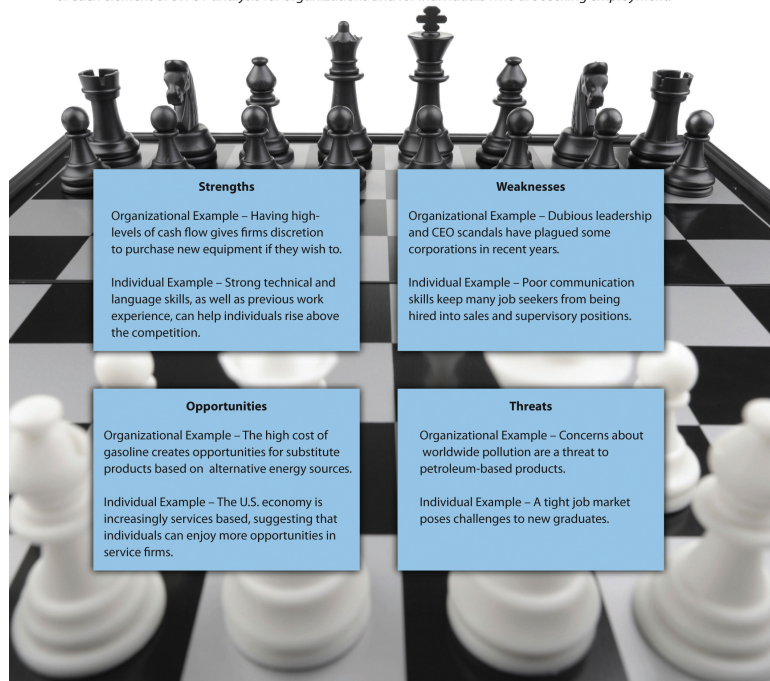 of each element of SWOT analysis for organizations and for individuals who are seeking employment.
Strengths
Organizational Example – Having high-
levels of cash flow gives firms discretion
to purchase new equipment if they wish to.
Individual Example – Strong technical and
language skills, as well as previous work
experience, can help individuals rise above
the competition.
Weaknesses
Organizational Example – Dubious leadership
and CEO scandals have plagued some
corporations in recent years.
Individual Example – Poor communication
skills keep many job seekers from being
hired into sales and supervisory positions.
Opportunities
Organizational Example – The high cost of
gasoline creates opportunities for substitute
products based on alternative energy sources.
Individual Example – The U.S. economy is
increasingly services based, suggesting that
individuals can enjoy more opportunities in
service firms.
Threats
Organizational Example – Concerns about
worldwide pollution are a threat to
petroleum-based products.
Individual Example – A tight job market
poses challenges to new graduates.